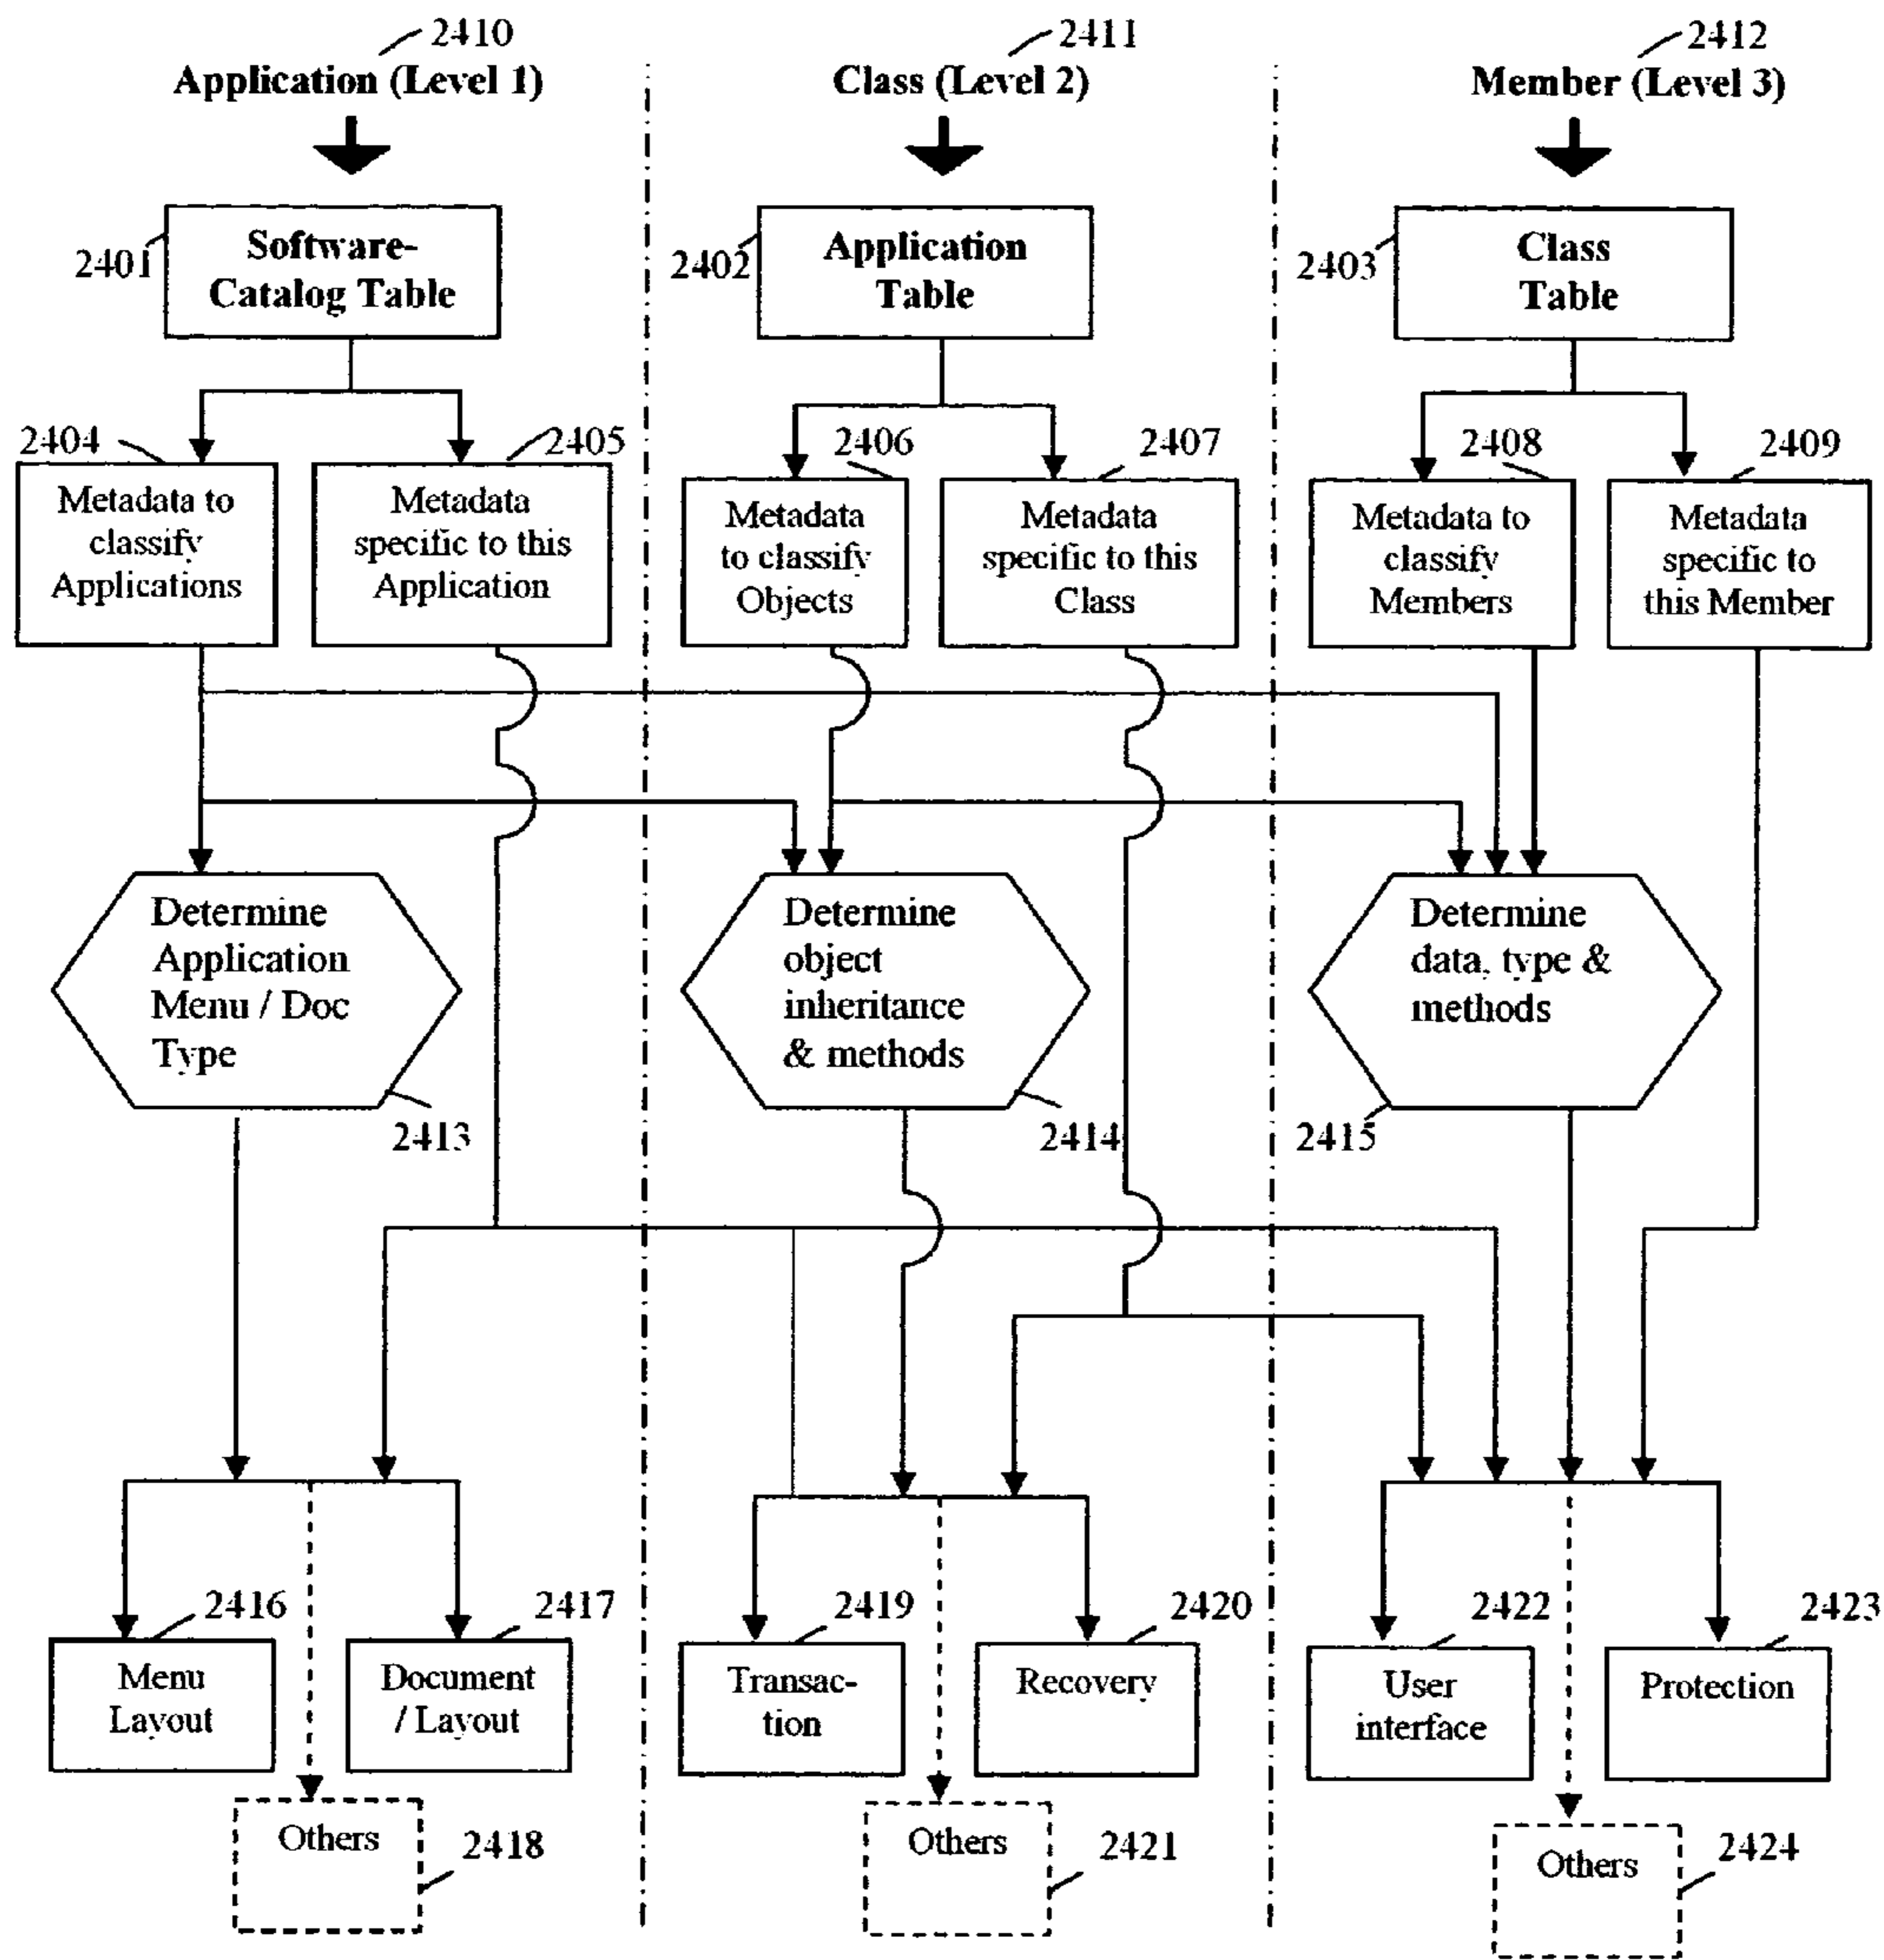 2410
Application (Level 1)
2411
Class (Level 2)
2412
Member (Level 3)
2401
Software-
Catalog Table
2402
Application
Table
2403
Class
Table
2404
Metadata to
classify
Applications
2405
Metadata
specific to this
Application
2406
Metadata
to classify
Objects
2407
Metadata
specific to this
Class
2408
Metadata to
classify
Members
2409
Metadata
specific to
this Member
Determine
Application
Menu / Doc
Type
2413
Determine
object
inheritance
& methods
2414
Determine
data, type &
methods
2415
2416
Menu
Layout
2417
Document
/ Layout
2419
Transac-
tion
2420
Recovery
2422
User
interface
2423
Protection
Others
2418
Others
2421
Others
2424